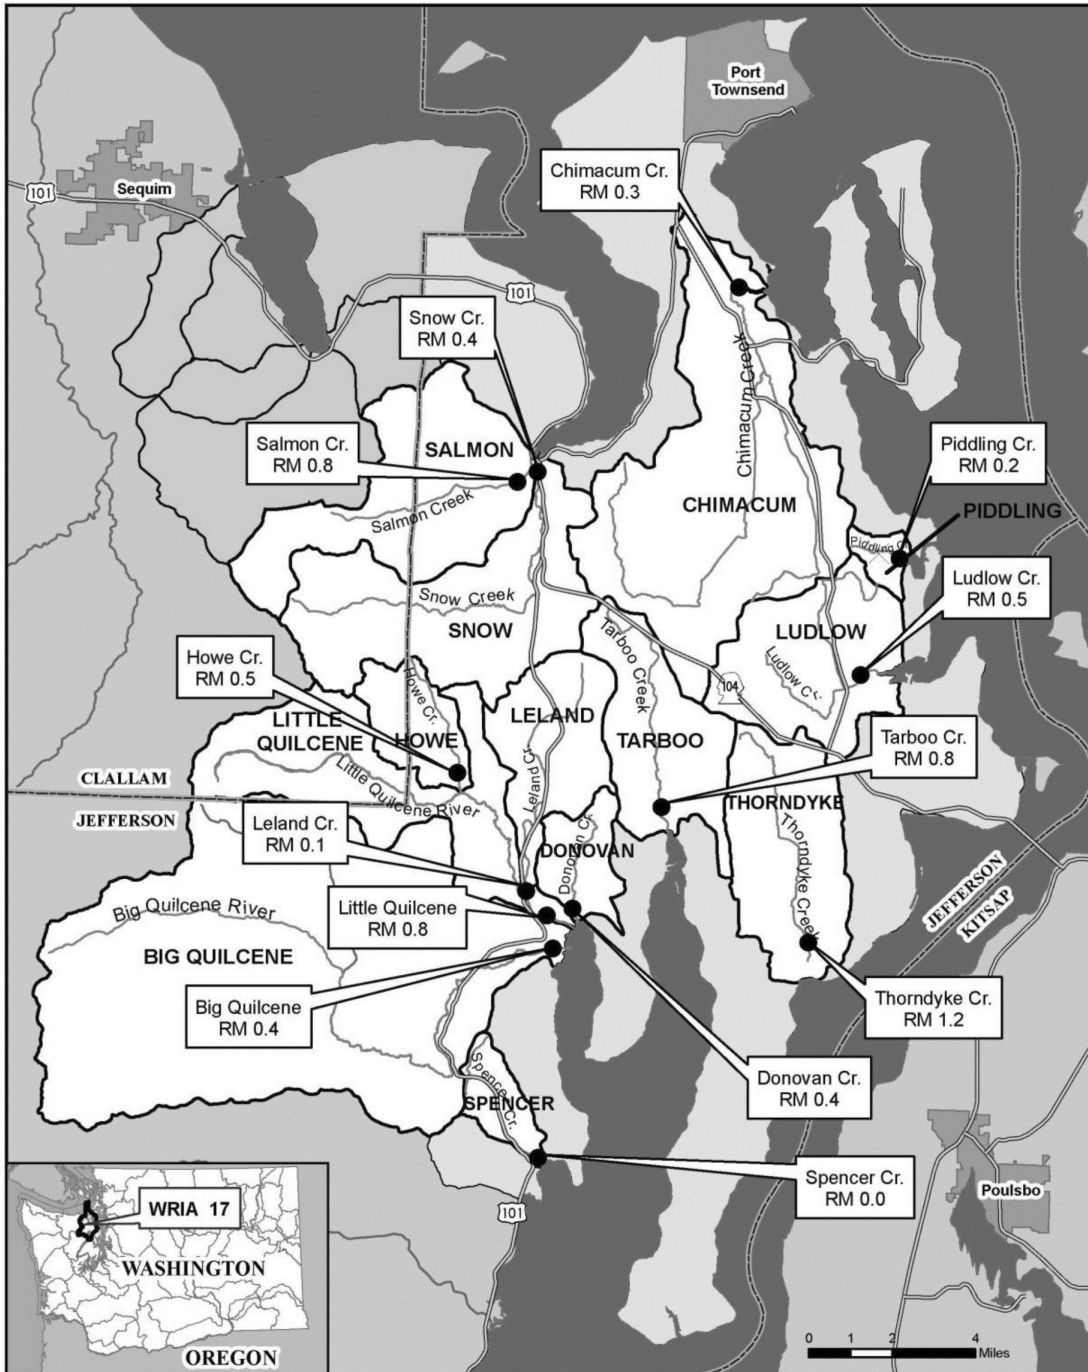 Port
Townsend
Chimacum Cr.
RM 0.3
101
Sequim
101
Snow Cr.
RM 0.4
Chimacum Creek
Salmon Cr.
RM 0.8
SALMON
Salmon Creek
Piddling Cr.
RM 0.2
CHIMACUM
PIDDLING
Piddling Cr.
Ludlow Cr.
RM 0.5
Snow Creek
SNOW
Tarboo Creek
LUDLOW
Ludlow Cr.
Howe Cr.
RM 0.5
Howe Cr.
104
LITTLE
QUILCENE
HOWE
LELAND
TARBOO
Tarboo Cr.
RM 0.8
Little Quilcene River
Leland Cr.
CLALLAM
JEFFERSON
THORNDYKE
Leland Cr.
RM 0.1
Donovan Cr.
DONOVAN
Thorndyke Creek
Big Quilcene River
Little Quilcene
RM 0.8
JEFFERSON
KITSAP
BIG QUILCENE
Big Quilcene
RM 0.4
Thorndyke Cr.
RM 1.2
Spencer Cr.
SPENCER
Donovan Cr.
RM 0.4
Spencer Cr.
RM 0.0
Poulsbo
101
WRIA 17
WASHINGTON
OREGON
0 1 2 4
Miles